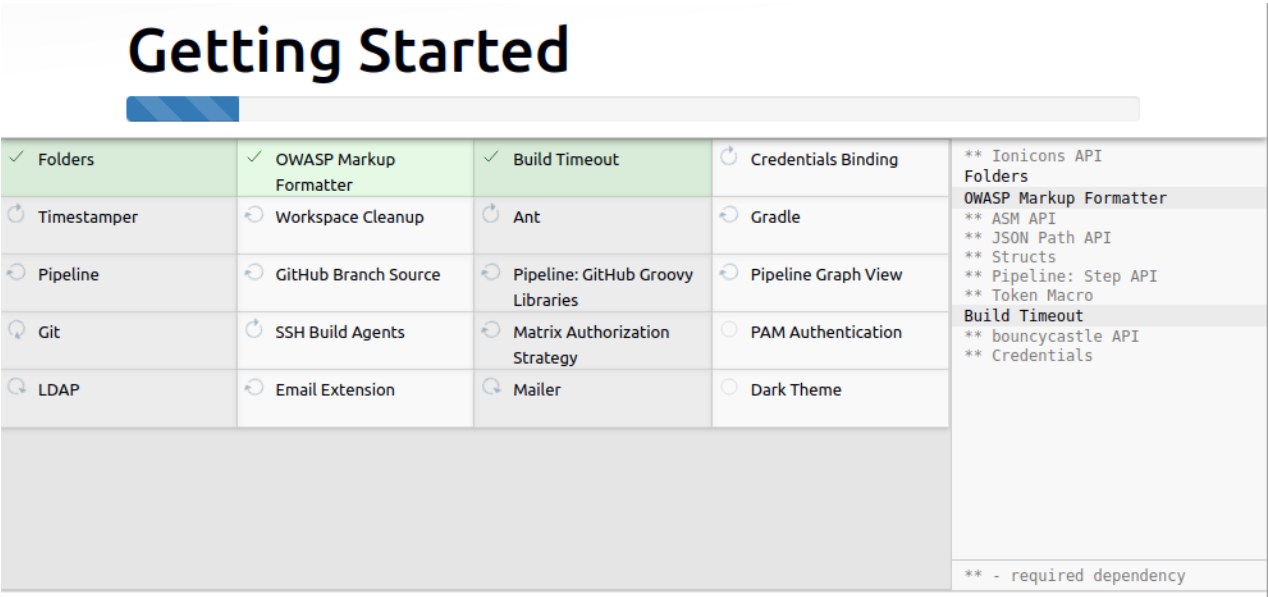 Getting Started
Folders
OWASP Markup
Formatter
Build Timeout
Credentials Binding
Timestamper
Workspace Cleanup
Ant
Gradle
Pipeline
GitHub Branch Source
Pipeline: GitHub Groovy
Libraries
Pipeline Graph View
Git
SSH Build Agents
Matrix Authorization
Strategy
PAM Authentication
LDAP
Email Extension
Mailer
Dark Theme
** Ionicons API
Folders
OWASP Markup Formatter
** ASM API
** JSON Path API
** Structs
** Pipeline: Step API
** Token Macro
Build Timeout
** bouncycastle API
** Credentials
** - required dependency